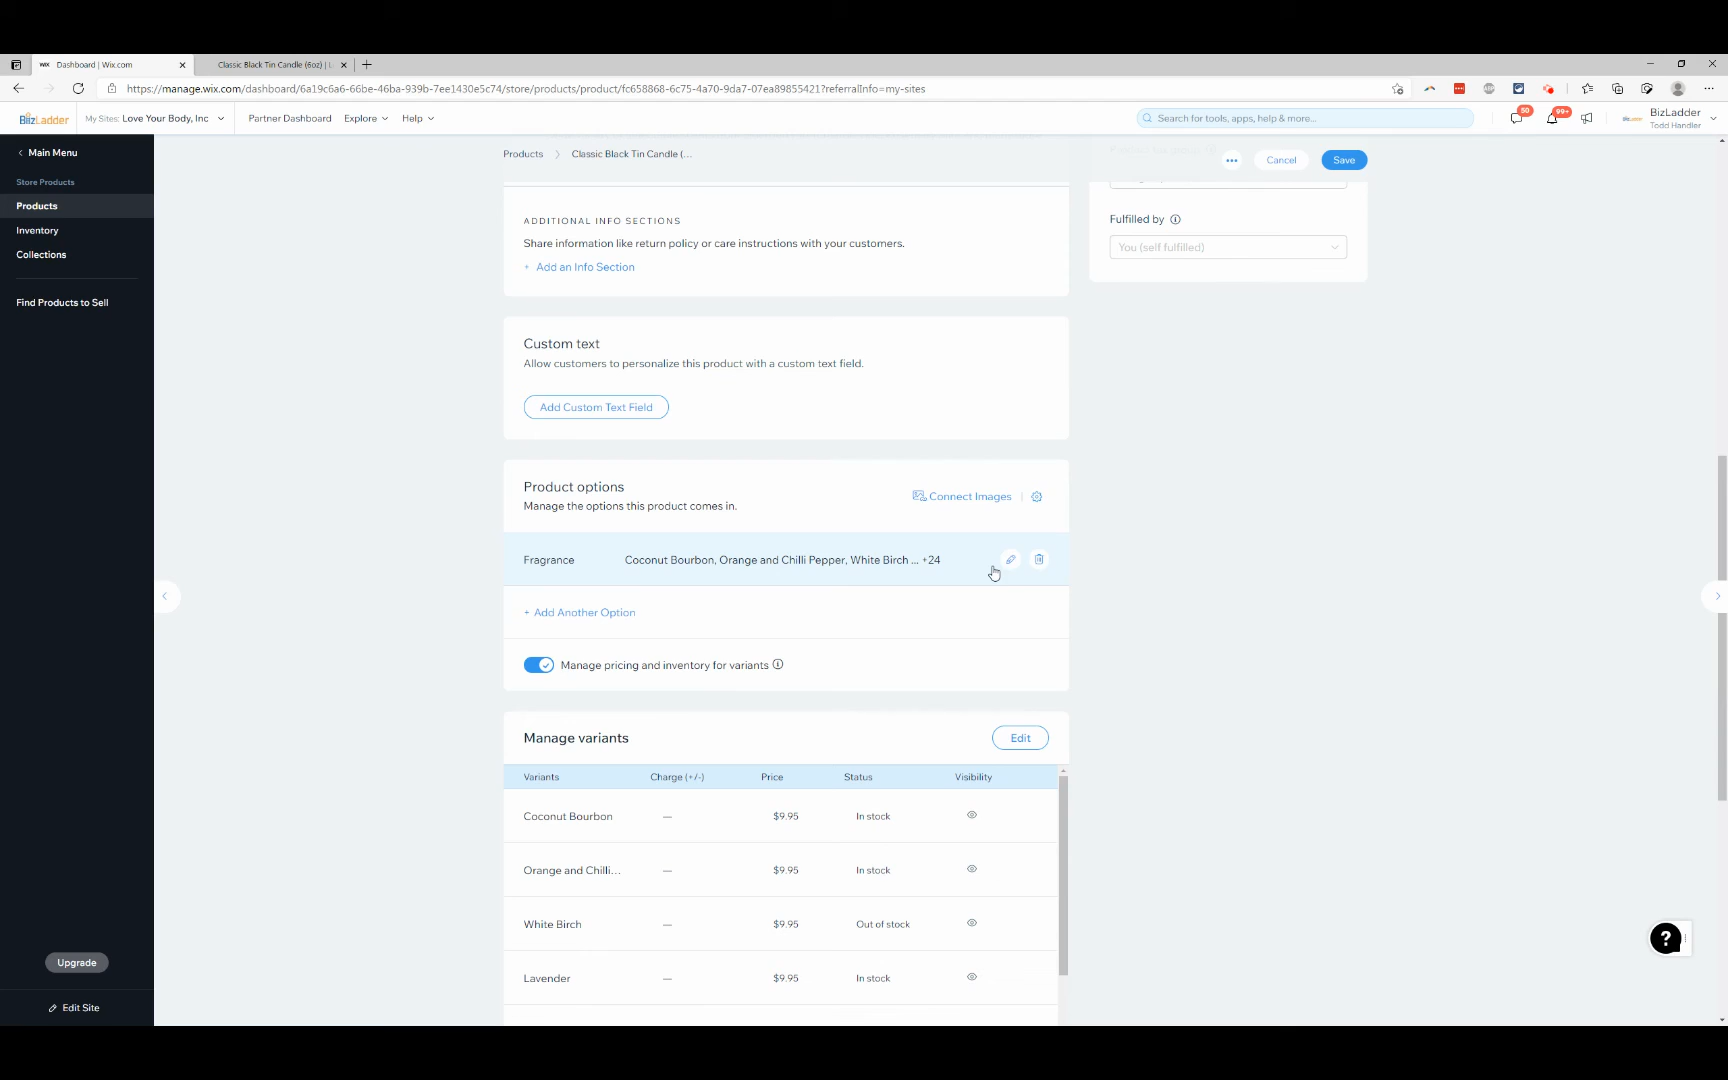 WIX Dashboard | Wix.com
Classic Black Tin Candle (6oz) |
https://manage.wix.com/dashboard/6a19c6a6-66be-46ba-939b-7ee1430e5c74/store/products/product/fc658868-6c75-4a70-9da7-07ea89855421?referralInfo=my-sites
BizLadder
My Sites: Love Your Body, Inc
Partner Dashboard
Explore
Help
Search for tools, apps, help & more...
50
99+
BizLadder
Todd Handler
Main Menu
Store Products
Products
Inventory
Collections
Find Products to Sell
Upgrade
Edit Site
Products
Classic Black Tin Candle (...
Cancel
Save
ADDITIONAL INFO SECTIONS
Share information like return policy or care instructions with your customers.
+ Add an Info Section
Fulfilled by
You (self fulfilled)
Custom text
Allow customers to personalize this product with a custom text field.
Add Custom Text Field
Product options
Manage the options this product comes in.
Connect Images
Fragrance Coconut Bourbon, Orange and Chilli Pepper, White Birch ... +24
+ Add Another Option
Manage pricing and inventory for variants
Manage variants
Edit
Variants Charge (+/-) Price Status Visibility
Coconut Bourbon — $9.95 In stock
Orange and Chilli... — $9.95 In stock
White Birch — $9.95 Out of stock
Lavender — $9.95 In stock
?